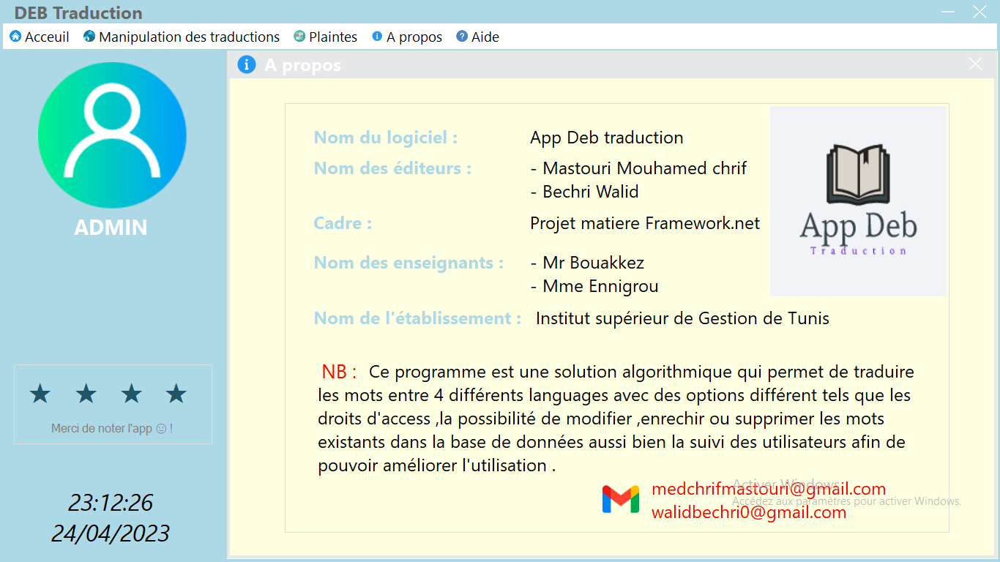 DEB Traduction
Acceuil Manipulation des traductions Plaintes A propos Aide
A propos
ADMIN
Merci de noter l'app ☺ !
23:12:26
24/04/2023
Nom du logiciel : App Deb traduction
Nom des éditeurs : - Mastouri Mouhamed chrif
- Bechri Walid
Cadre : Projet matiere Framework.net
Nom des enseignants : - Mr Bouakkez
- Mme Ennigrou
Nom de l'établissement : Institut supérieur de Gestion de Tunis
App Deb
Traduction
NB : Ce programme est une solution algorithmique qui permet de traduire
les mots entre 4 différents languages avec des options différent tels que les
droits d'access ,la possibilité de modifier ,enrechir ou supprimer les mots
existants dans la base de données aussi bien la suivi des utilisateurs afin de
pouvoir améliorer l'utilisation .
medchrifmastouri@gmail.com
walidbechri0@gmail.com
Activer Windows
Accédez aux paramètres pour activer Windows.